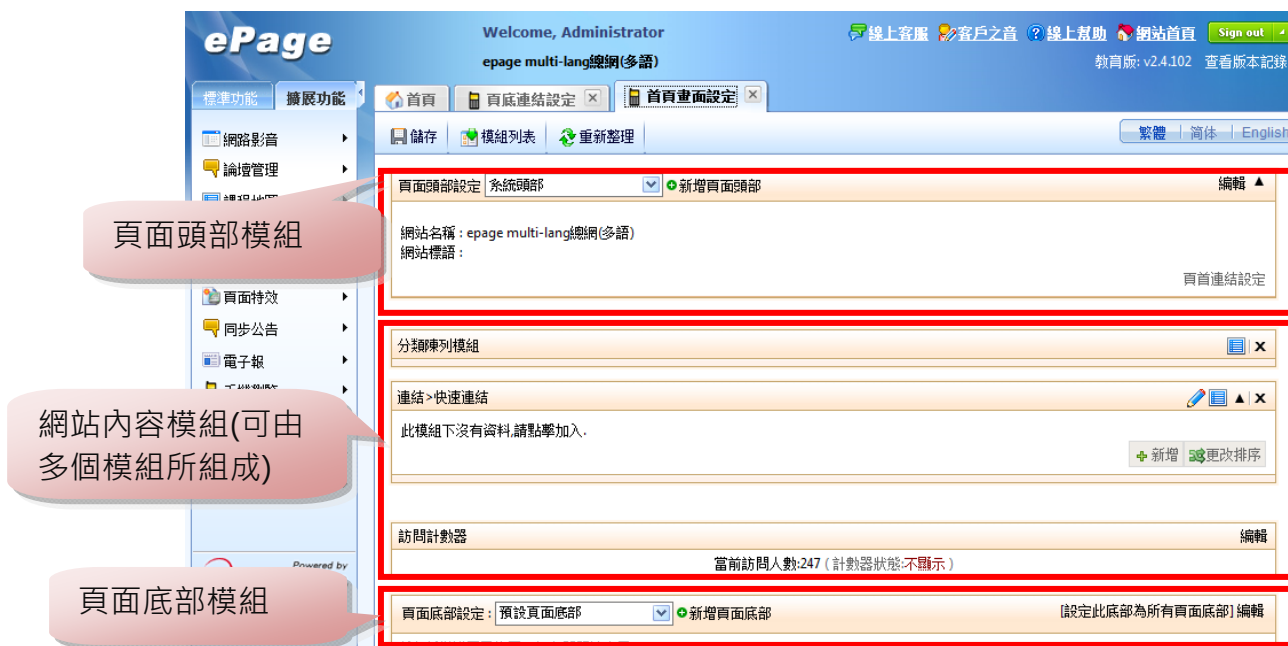 ePage
Welcome, Administrator
epage multi-lang總網(多語)
線上客服 客戶之音 線上幫助 網站首頁 Sign out
教育版: v2.4.102 查看版本記錄
標準功能 擴展功能
首頁 頁底連結設定 首頁畫面設定
儲存 模組列表 重新整理
繁體 简体 English
網路影音
論壇管理
頁面特效
同步公告
電子報
Powered by
頁面頭部模組
頁面頭部設定 系統頭部 新增頁面頭部 編輯 ▲
網站名稱 : epage multi-lang總網(多語)
網站標語 :
頁首連結設定
網站內容模組(可由
多個模組所組成)
分類陳列模組 x
連結>快速連結 ▲ x
此模組下沒有資料,請點擊加入.
新增 更改排序
訪問計數器 編輯
當前訪問人數:247 ( 計數器狀態:不顯示 )
頁面底部模組
頁面底部設定 : 預設頁面底部 新增頁面底部 [設定此底部為所有頁面底部] 編輯